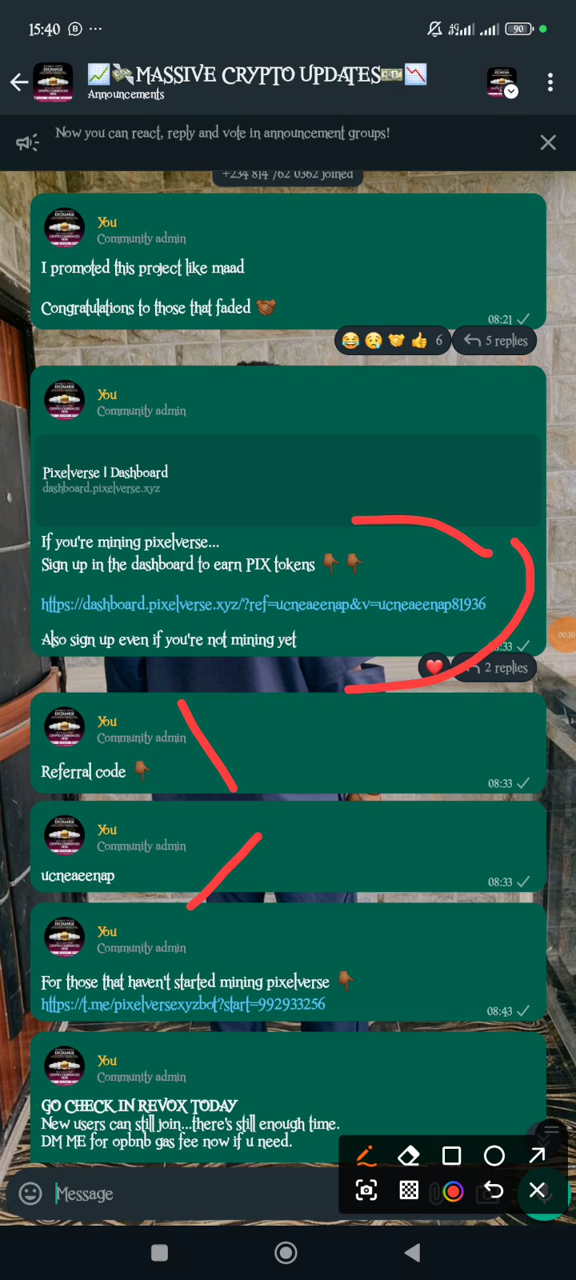 15:40
4G
90
📈💸MASSIVE CRYPTO UPDATES💵📉
Announcements
Now you can react, reply and vote in announcement groups!
+234 814 762 0362 joined
You
Community admin
I promoted this project like maad
Congratulations to those that faded 🤝🏾
08:21
6
5 replies
You
Community admin
Pixelverse | Dashboard
dashboard.pixelverse.xyz
If you're mining pixelverse...
Sign up in the dashboard to earn PIX tokens 👇🏾👇🏾
https://dashboard.pixelverse.xyz/?ref=ucneaeenap&v=ucneaeenap81936
Also sign up even if you're not mining yet
2 replies
You
Community admin
Referral code 👇🏾
08:33
You
Community admin
ucneaeenap
08:33
You
Community admin
For those that haven't started mining pixelverse 👇🏾
https://t.me/pixelversexyzbot?start=992933256
08:43
You
Community admin
GO CHECK IN REVOX TODAY
New users can still join...there's still enough time.
DM ME for opbnb gas fee now if u need.
Message